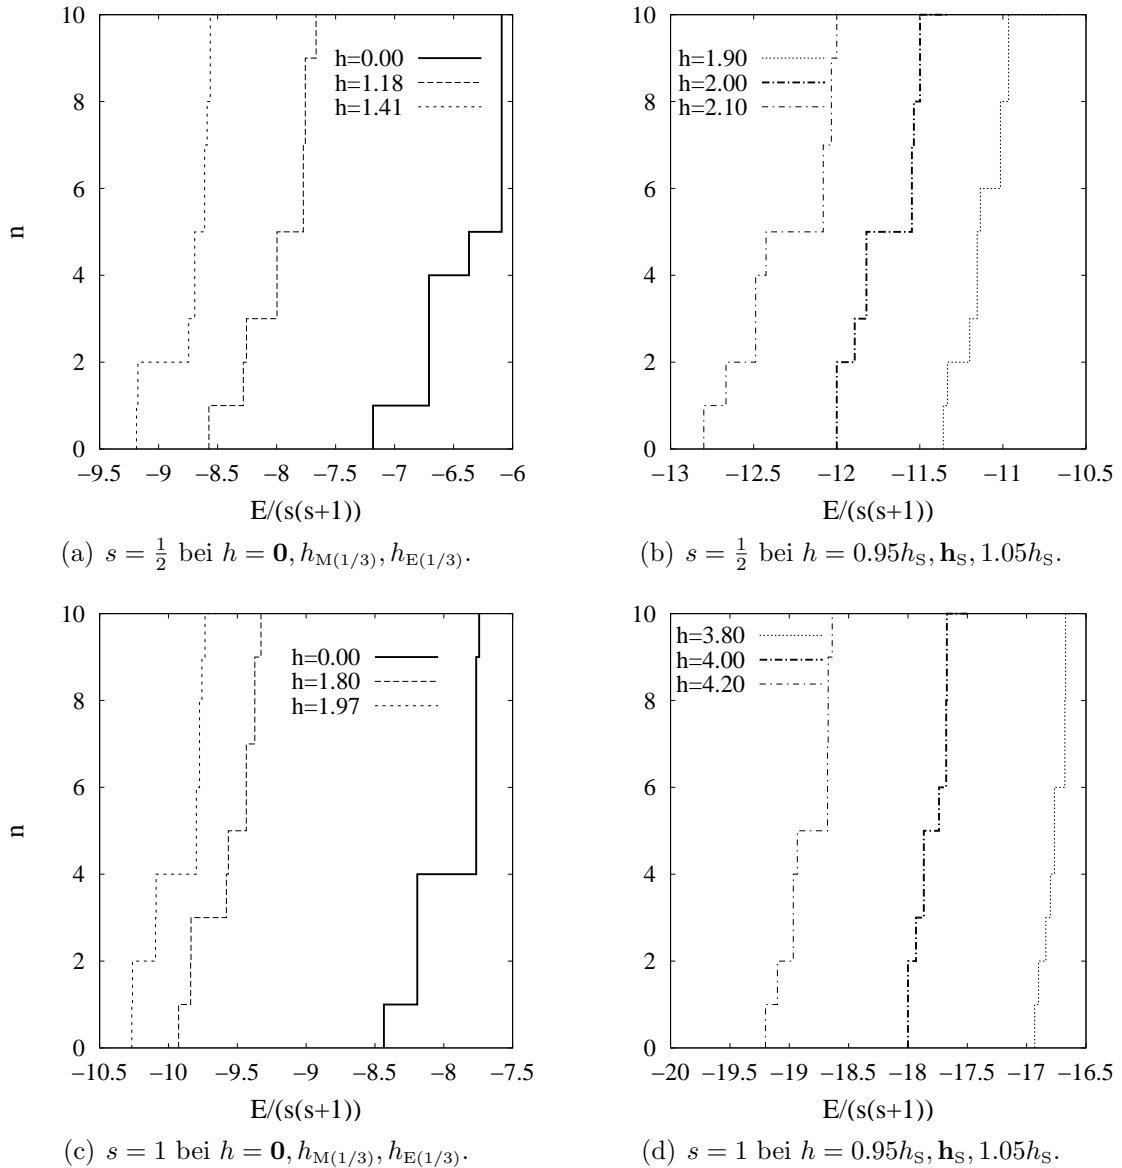 10
8
6
4
2
0
n
h=0.00
h=1.18
h=1.41
−9.5 −9 −8.5 −8 −7.5 −7 −6.5 −6
E/(s(s+1))
(a) s = 1/2 bei h = 0, h_M(1/3), h_E(1/3).
10
8
6
4
2
0
h=1.90
h=2.00
h=2.10
−13 −12.5 −12 −11.5 −11 −10.5
E/(s(s+1))
(b) s = 1/2 bei h = 0.95h_S, h_S, 1.05h_S.
10
8
6
4
2
0
n
h=0.00
h=1.80
h=1.97
−10.5 −10 −9.5 −9 −8.5 −8 −7.5
E/(s(s+1))
(c) s = 1 bei h = 0, h_M(1/3), h_E(1/3).
10
8
6
4
2
0
h=3.80
h=4.00
h=4.20
−20 −19.5 −19 −18.5 −18 −17.5 −17 −16.5
E/(s(s+1))
(d) s = 1 bei h = 0.95h_S, h_S, 1.05h_S.